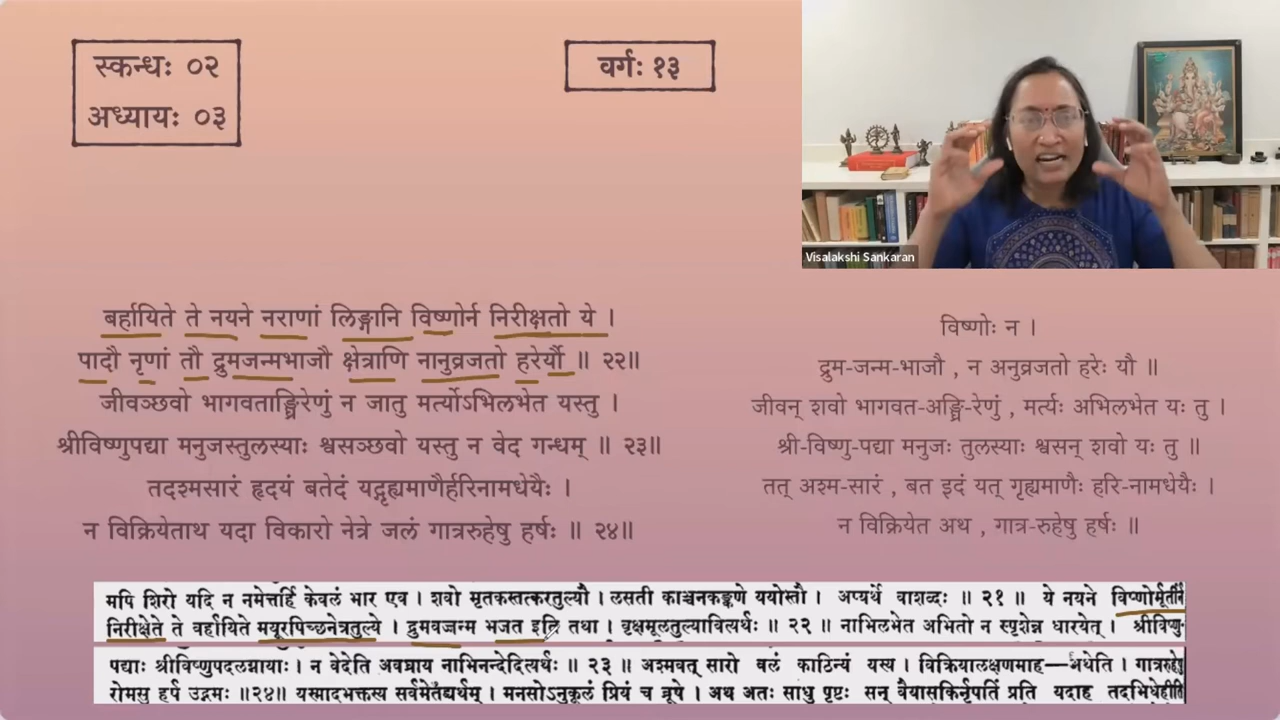 स्कन्धः ०२
अध्यायः ०३
वर्गः १३
Visalakshi Sankaran
बर्हायिते ते नयने नराणां लिङ्गानि विष्णोर्न निरीक्षतो ये ।
पादौ नृणां तौ द्रुमजन्मभाजौ क्षेत्राणि नानुव्रजतो हरेर्यौ ॥ २२॥
जीवञ्छवो भागवताङ्घ्रिरेणुं न जातु मर्त्योऽभिलभेत यस्तु ।
श्रीविष्णुपद्या मनुजस्तुलस्याः श्वसञ्छवो यस्तु न वेद गन्धम् ॥ २३॥
तदश्मसारं हृदयं बतेदं यद्गृह्यमाणैर्हरिनामधेयैः ।
न विक्रियेताथ यदा विकारो नेत्रे जलं गात्ररुहेषु हर्षः ॥ २४॥
विष्णोः न ।
द्रुम-जन्म-भाजौ , न अनुव्रजतो हरेः यौ ॥
जीवन् शवो भागवत-अङ्घ्रि-रेणुं , मर्त्यः अभिलभेत यः तु ।
श्री-विष्णु-पद्या मनुजः तुलस्याः श्वसन् शवो यः तु ॥
तत् अश्म-सारं , बत इदं यत् गृह्यमाणैः हरि-नामधेयैः ।
न विक्रियेत अथ , गात्र-रुहेषु हर्षः ॥
मपि शिरो यदि न नमेत्तर्हि केवलं भार एव । शवो मृतकस्तत्करतुल्यौ । लसती काञ्चनकङ्कणे ययोस्तौ । अप्यर्थे वाशब्दः ॥ २१ ॥ ये नयने विष्णोर्मूर्तीर्न
निरीक्षेते ते वर्हायिते मयूरपिच्छनेत्रतुल्ये । द्रुमवज्जन्म भजत इति तथा । वृक्षमूलतुल्यावित्यर्थः ॥ २२ ॥ नाभिलभेत अभितो न स्पृशेन्न धारयेत् । श्रीविष्णु-
पद्याः श्रीविष्णुपदलग्नायाः । न वेदेति अवघ्राय नाभिनन्देदित्यर्थः ॥ २३ ॥ अश्मवत् सारो बलं काठिन्यं यस्य । विक्रियालक्षणमाह—अथेति । गात्ररुहेषु
रोमसु हर्ष उद्गमः ॥२४॥ यस्मादभक्तस्य सर्वमेतद्व्यर्थम् । मनसोऽनुकूलं प्रियं च ब्रूषे । अथ अतः साधु पृष्टः सन् वैयासकिर्नृपतिं प्रति यदाह तदभिधेहीति